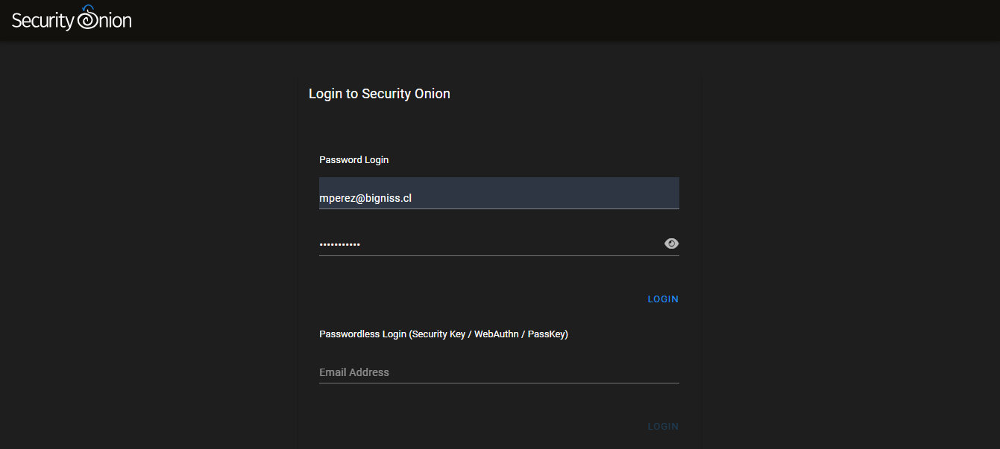 Security Onion
Login to Security Onion
Password Login
mperez@bigniss.cl
•••••••••••
LOGIN
Passwordless Login (Security Key / WebAuthn / PassKey)
Email Address
LOGIN